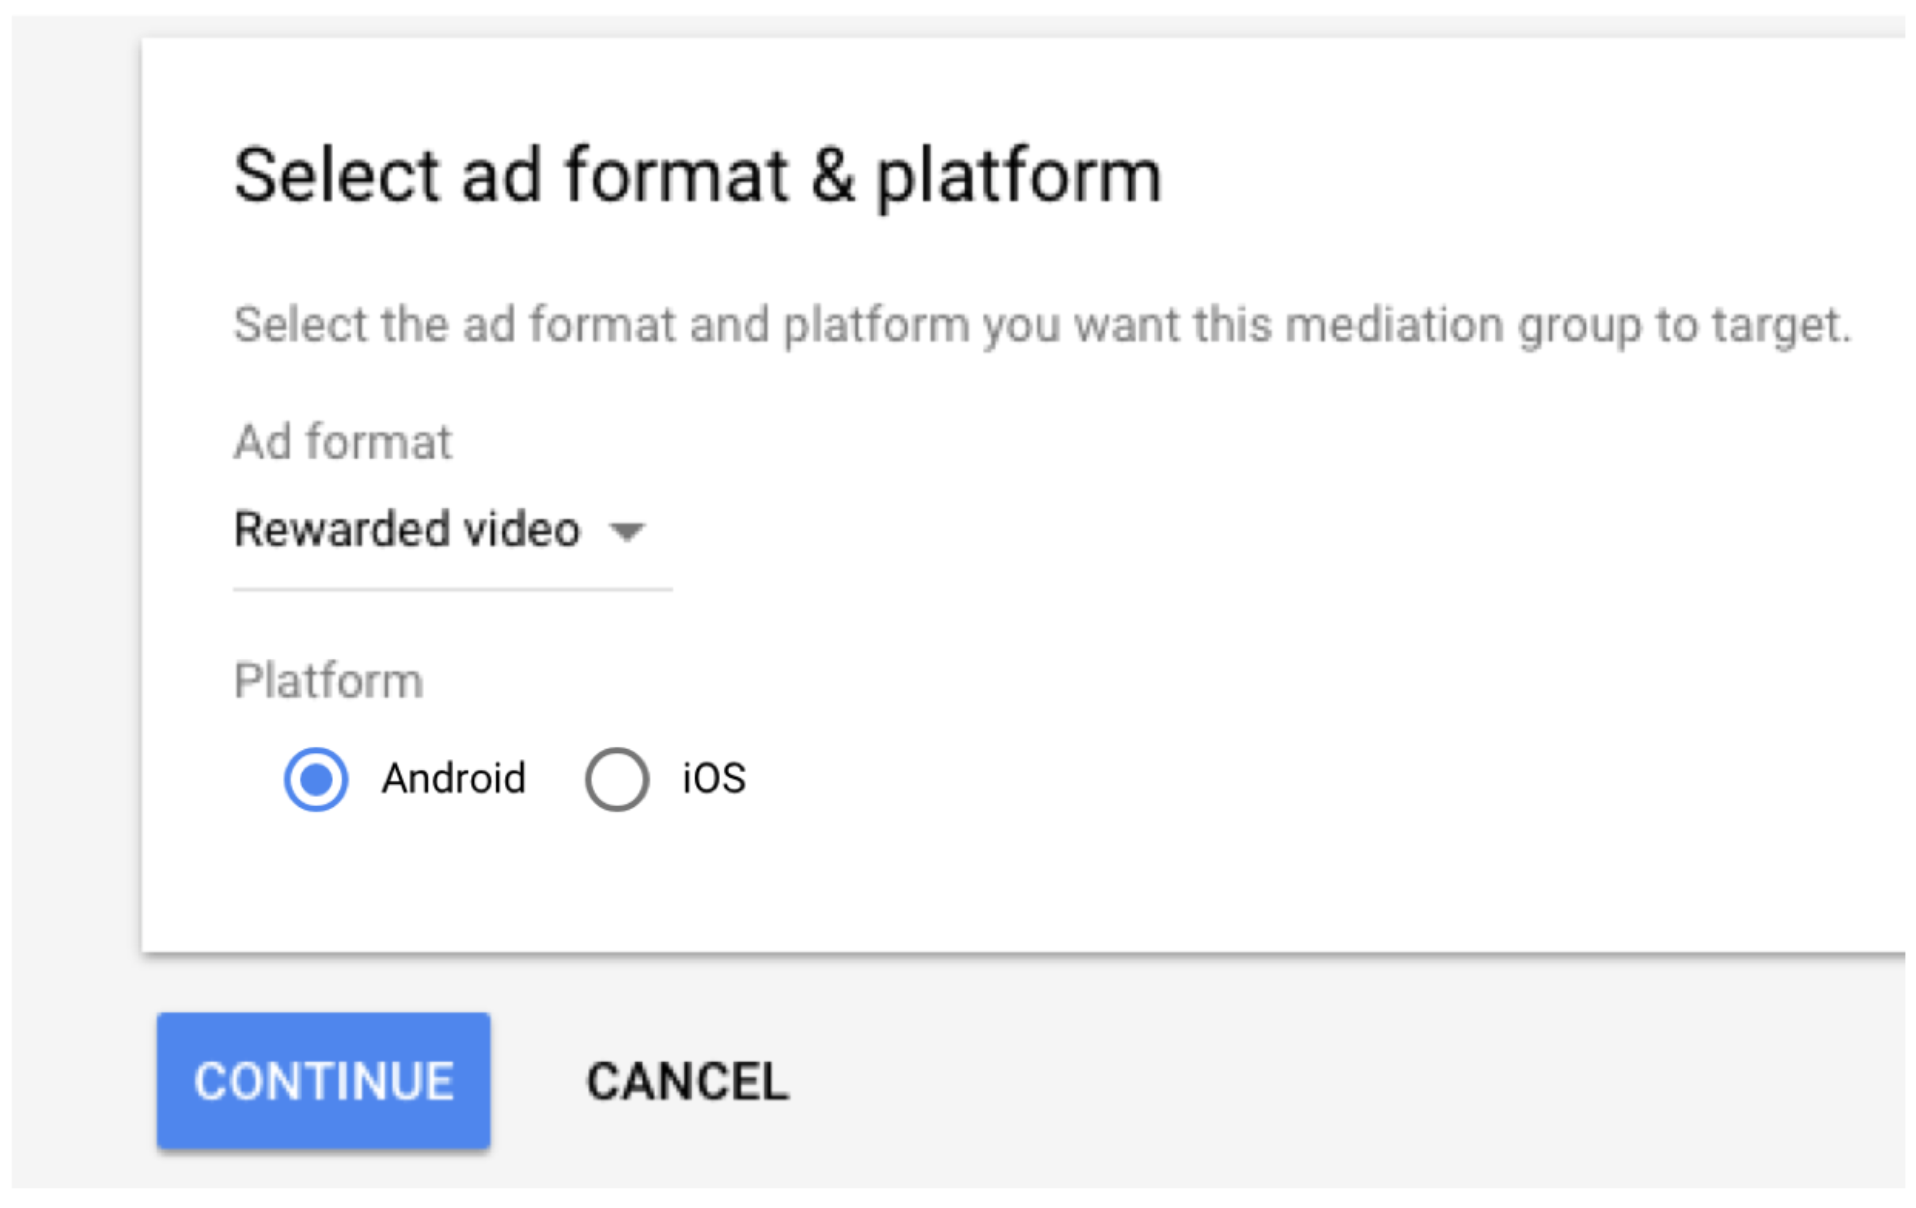 Select ad format & platform
Select the ad format and platform you want this mediation group to target.
Ad format
Rewarded video
Platform
Android iOS
CONTINUE CANCEL